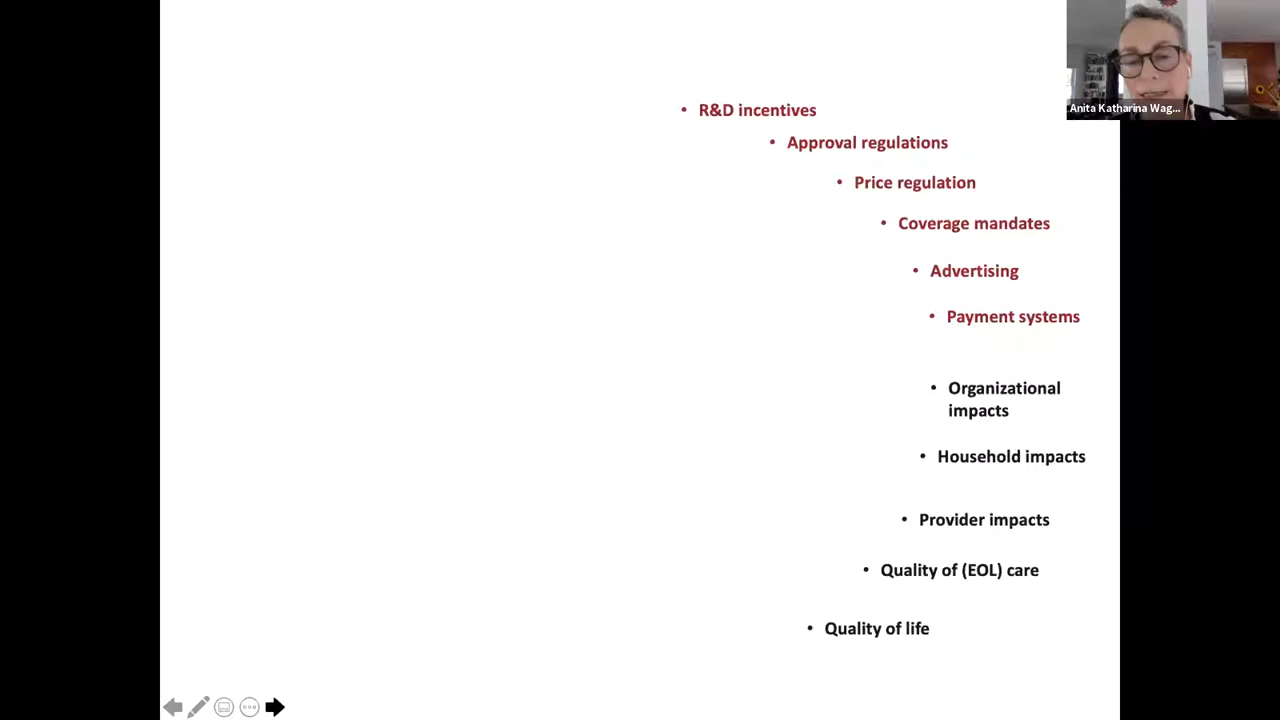 Anita Katharina Wag...
• R&D incentives
• Approval regulations
• Price regulation
• Coverage mandates
• Advertising
• Payment systems
• Organizational
impacts
• Household impacts
• Provider impacts
• Quality of (EOL) care
• Quality of life